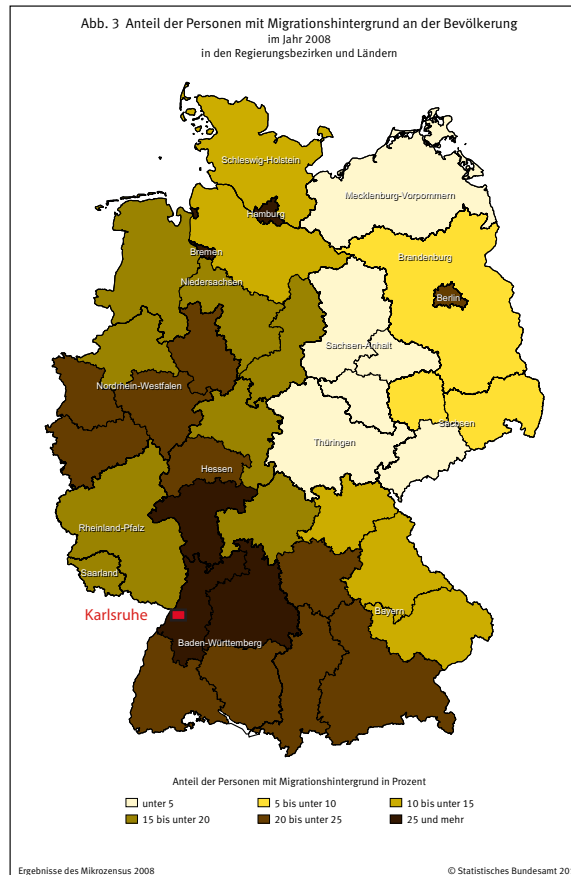 Abb. 3 Anteil der Personen mit Migrationshintergrund an der Bevölkerung
im Jahr 2008
in den Regierungsbezirken und Ländern
Schleswig-Holstein
Mecklenburg-Vorpommern
Hamburg
Bremen
Brandenburg
Niedersachsen
Berlin
Sachsen-Anhalt
Nordrhein-Westfalen
Sachsen
Thüringen
Hessen
Rheinland-Pfalz
Saarland
Karlsruhe
Bayern
Baden-Württemberg
Anteil der Personen mit Migrationshintergrund in Prozent
unter 5
5 bis unter 10
10 bis unter 15
15 bis unter 20
20 bis unter 25
25 und mehr
Ergebnisse des Mikrozensus 2008
© Statistisches Bundesamt 20